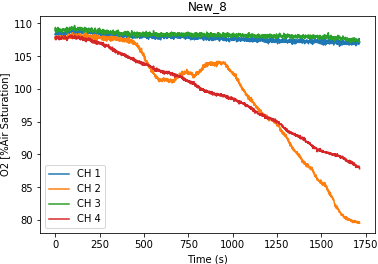 New_8
O2 [%Air Saturation]
110
105
100
95
90
85
80
CH 1
CH 2
CH 3
CH 4
0 250 500 750 1000 1250 1500 1750
Time (s)